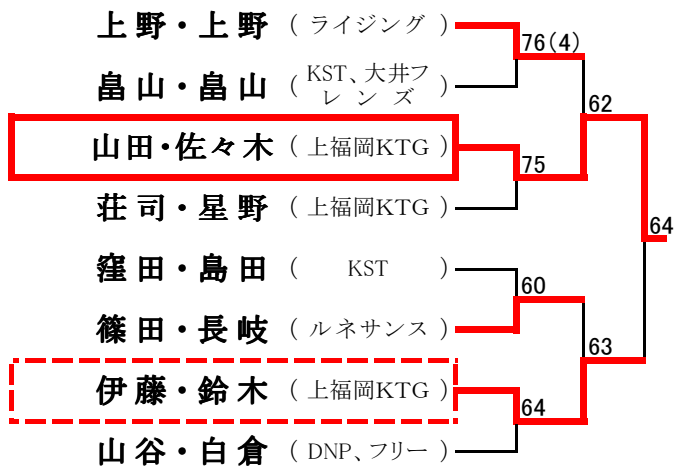 上野・上野 ( ライジング )
76(4)
畠山・畠山 ( KST、大井フレンズ )
62
山田・佐々木 ( 上福岡KTG )
75
荘司・星野 ( 上福岡KTG )
64
窪田・島田 ( KST )
60
篠田・長岐 ( ルネサンス )
63
伊藤・鈴木 ( 上福岡KTG )
64
山谷・白倉 ( DNP、フリー )